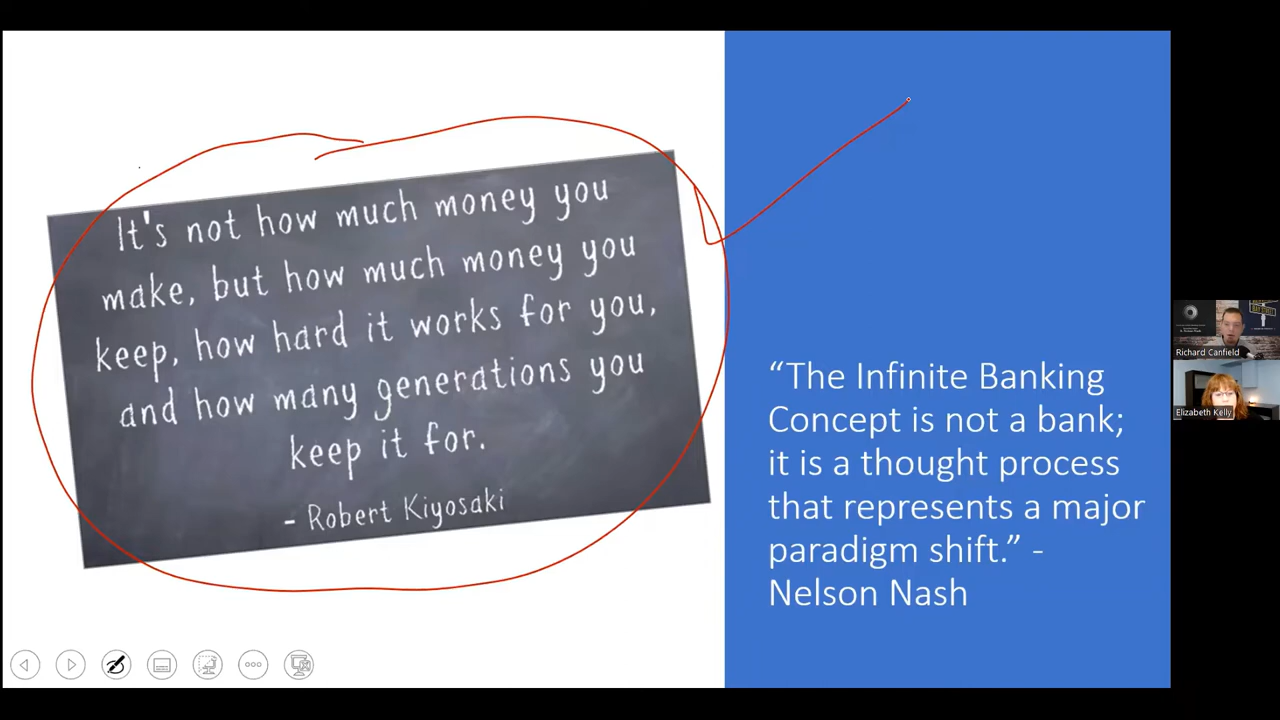 It's not how much money you
make, but how much money you
keep, how hard it works for you,
and how many generations you
keep it for.
- Robert Kiyosaki
“The Infinite Banking
Concept is not a bank;
it is a thought process
that represents a major
paradigm shift.” -
Nelson Nash
Richard Canfield
Elizabeth Kelly